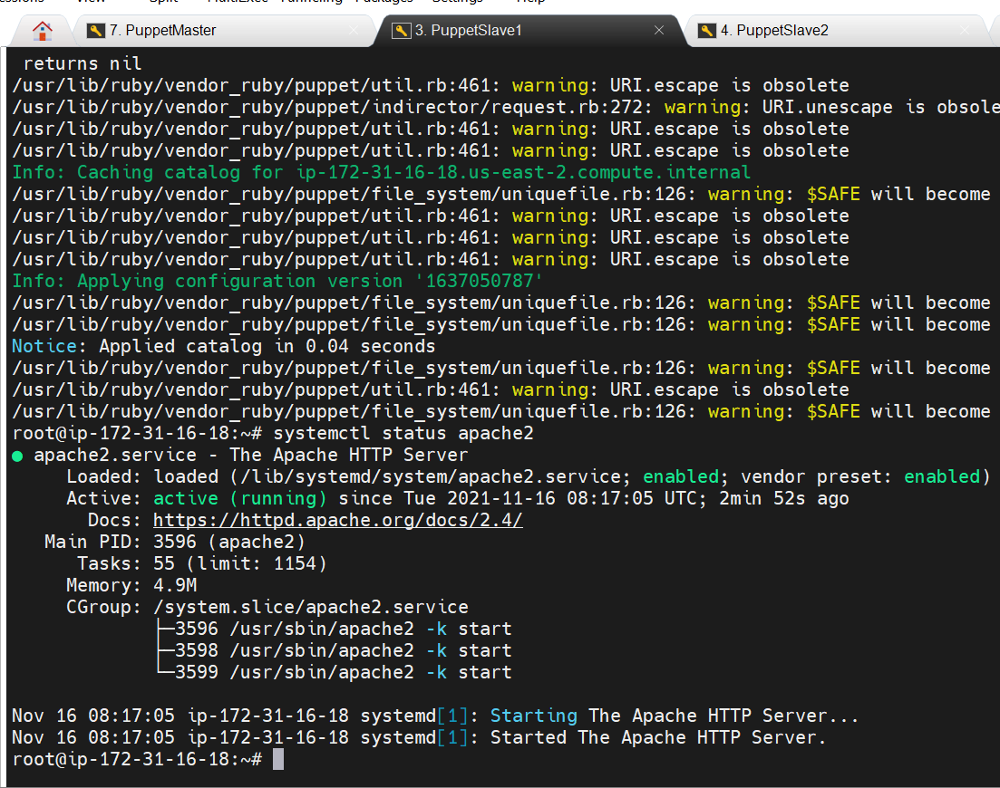 essions View Split MultiExec Tunneling Packages Settings Help
7. PuppetMaster
3. PuppetSlave1
4. PuppetSlave2
returns nil
/usr/lib/ruby/vendor_ruby/puppet/util.rb:461: warning: URI.escape is obsolete
/usr/lib/ruby/vendor_ruby/puppet/indirector/request.rb:272: warning: URI.unescape is obsole
/usr/lib/ruby/vendor_ruby/puppet/util.rb:461: warning: URI.escape is obsolete
/usr/lib/ruby/vendor_ruby/puppet/util.rb:461: warning: URI.escape is obsolete
Info: Caching catalog for ip-172-31-16-18.us-east-2.compute.internal
/usr/lib/ruby/vendor_ruby/puppet/file_system/uniquefile.rb:126: warning: $SAFE will become
/usr/lib/ruby/vendor_ruby/puppet/util.rb:461: warning: URI.escape is obsolete
/usr/lib/ruby/vendor_ruby/puppet/util.rb:461: warning: URI.escape is obsolete
/usr/lib/ruby/vendor_ruby/puppet/util.rb:461: warning: URI.escape is obsolete
Info: Applying configuration version '1637050787'
/usr/lib/ruby/vendor_ruby/puppet/file_system/uniquefile.rb:126: warning: $SAFE will become
/usr/lib/ruby/vendor_ruby/puppet/file_system/uniquefile.rb:126: warning: $SAFE will become
Notice: Applied catalog in 0.04 seconds
/usr/lib/ruby/vendor_ruby/puppet/file_system/uniquefile.rb:126: warning: $SAFE will become
/usr/lib/ruby/vendor_ruby/puppet/util.rb:461: warning: URI.escape is obsolete
/usr/lib/ruby/vendor_ruby/puppet/file_system/uniquefile.rb:126: warning: $SAFE will become
root@ip-172-31-16-18:~# systemctl status apache2
● apache2.service - The Apache HTTP Server
Loaded: loaded (/lib/systemd/system/apache2.service; enabled; vendor preset: enabled)
Active: active (running) since Tue 2021-11-16 08:17:05 UTC; 2min 52s ago
Docs: https://httpd.apache.org/docs/2.4/
Main PID: 3596 (apache2)
Tasks: 55 (limit: 1154)
Memory: 4.9M
CGroup: /system.slice/apache2.service
├─3596 /usr/sbin/apache2 -k start
├─3598 /usr/sbin/apache2 -k start
└─3599 /usr/sbin/apache2 -k start
Nov 16 08:17:05 ip-172-31-16-18 systemd[1]: Starting The Apache HTTP Server...
Nov 16 08:17:05 ip-172-31-16-18 systemd[1]: Started The Apache HTTP Server.
root@ip-172-31-16-18:~#